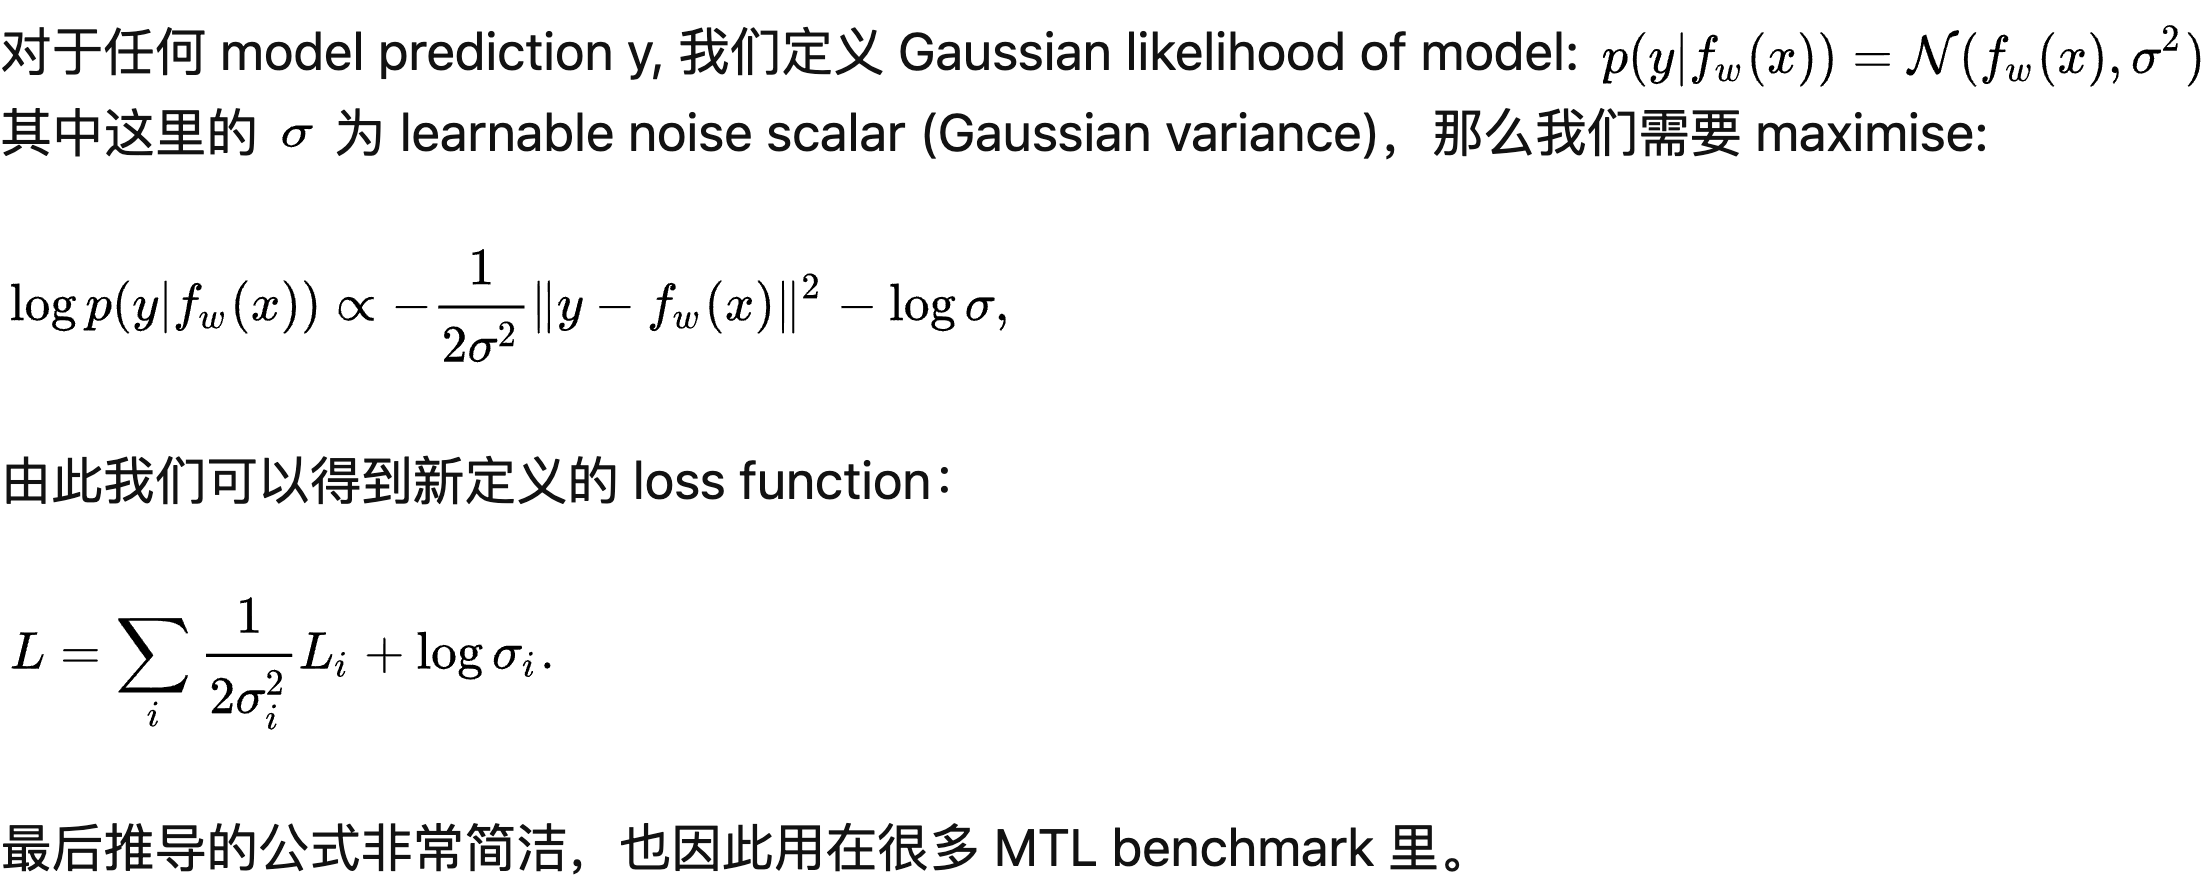 对于任何 model prediction y, 我们定义 Gaussian likelihood of model: $p(y|f_w(x)) = \mathcal{N}(f_w(x), \sigma^2)$
其中这里的 $\sigma$ 为 learnable noise scalar (Gaussian variance)，那么我们需要 maximise:
$\log p(y|f_w(x)) \propto -\frac{1}{2\sigma^2}\|y - f_w(x)\|^2 - \log \sigma,$
由此我们可以得到新定义的 loss function：
$L = \sum_i \frac{1}{2\sigma_i^2} L_i + \log \sigma_i.$
最后推导的公式非常简洁，也因此用在很多 MTL benchmark 里。